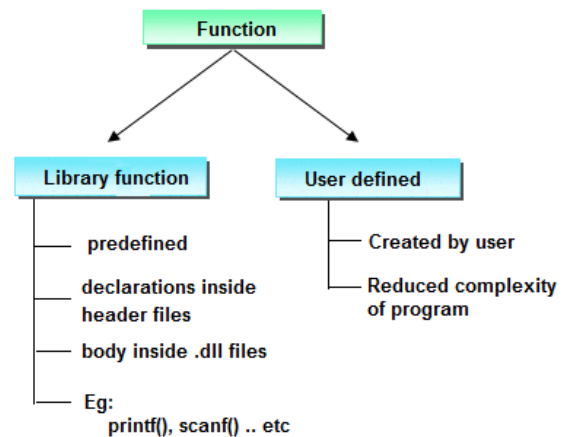 Function
Library function
predefined
declarations inside
header files
body inside .dll files
Eg:
printf(), scanf() .. etc
User defined
Created by user
Reduced complexity
of program